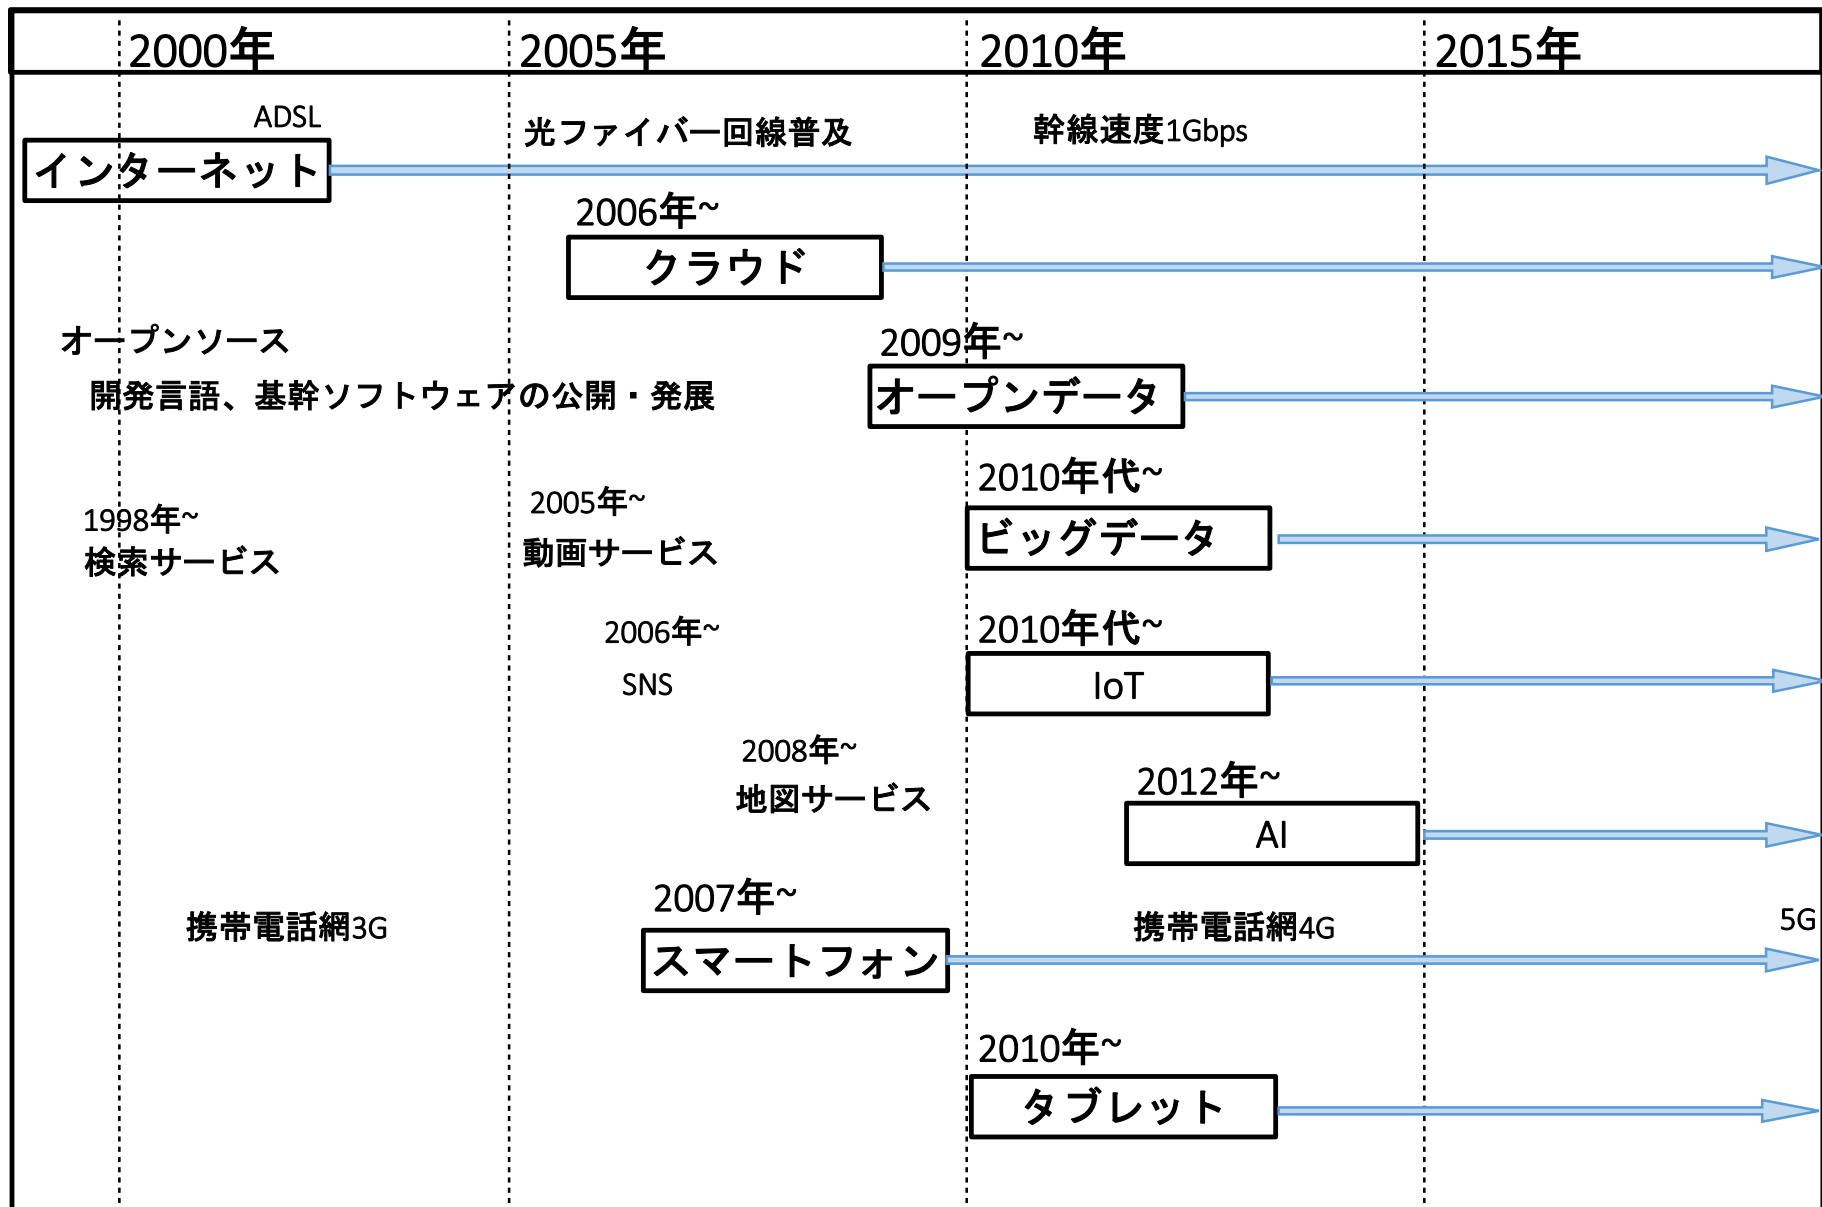 2000年 2005年 2010年 2015年
ADSL 光ファイバー回線普及 幹線速度1Gbps
インターネット
2006年~
クラウド
オープンソース
2009年~
開発言語、基幹ソフトウェアの公開・発展
オープンデータ
2010年代~
ビッグデータ
1998年~
検索サービス
2005年~
動画サービス
2006年~
SNS
2010年代~
IoT
2008年~
地図サービス
2012年~
AI
2007年~
スマートフォン
携帯電話網3G
携帯電話網4G
5G
2010年~
タブレット